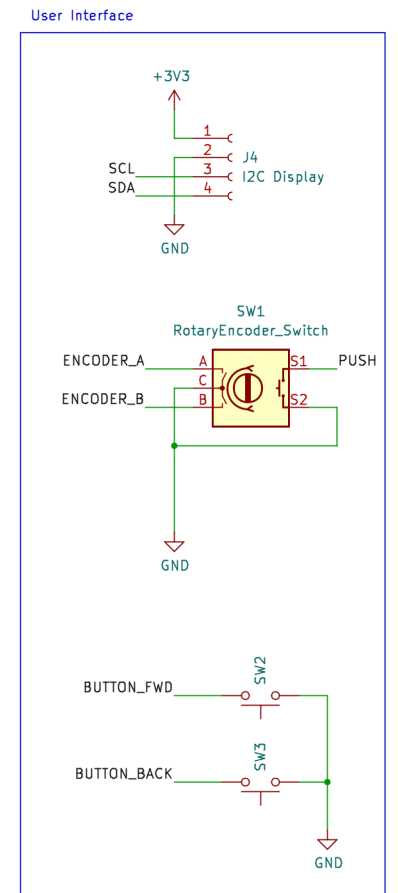 User Interface
+3V3
1
2
J4
SCL
3
I2C Display
SDA
4
GND
SW1
RotaryEncoder_Switch
ENCODER_A
A
S1
PUSH
C
ENCODER_B
B
S2
GND
SW2
BUTTON_FWD
SW3
BUTTON_BACK
GND